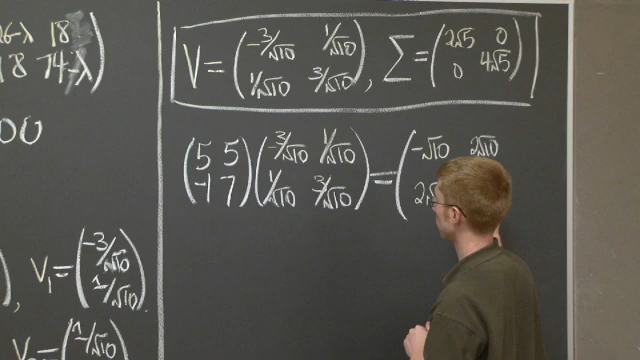 26-λ 18
18 74-λ
00
V₁ = (-3/√10
1/√10)
(1/√10
V = (-3/√10 1/√10
1/√10 3/√10), Σ = (2√5 0
0 4√5)
(5 5
-1 7) (-3/√10 1/√10
1/√10 3/√10) = (-√10 2√10
2√